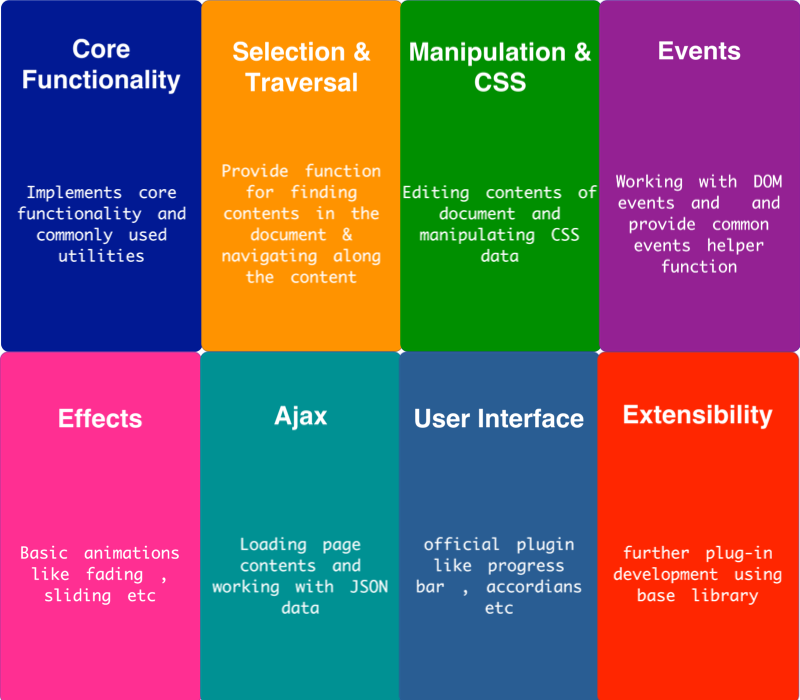 Core
Functionality
Implements core
functionality and
commonly used
utilities
Selection &
Traversal
Provide function
for finding
contents in the
document &
navigating along
the content
Manipulation &
CSS
Editing contents of
document and
manipulating CSS
data
Events
Working with DOM
events and and
provide common
events helper
function
Effects
Basic animations
like fading ,
sliding etc
Ajax
Loading page
contents and
working with JSON
data
User Interface
official plugin
like progress
bar , accordians
etc
Extensibility
further plug-in
development using
base library